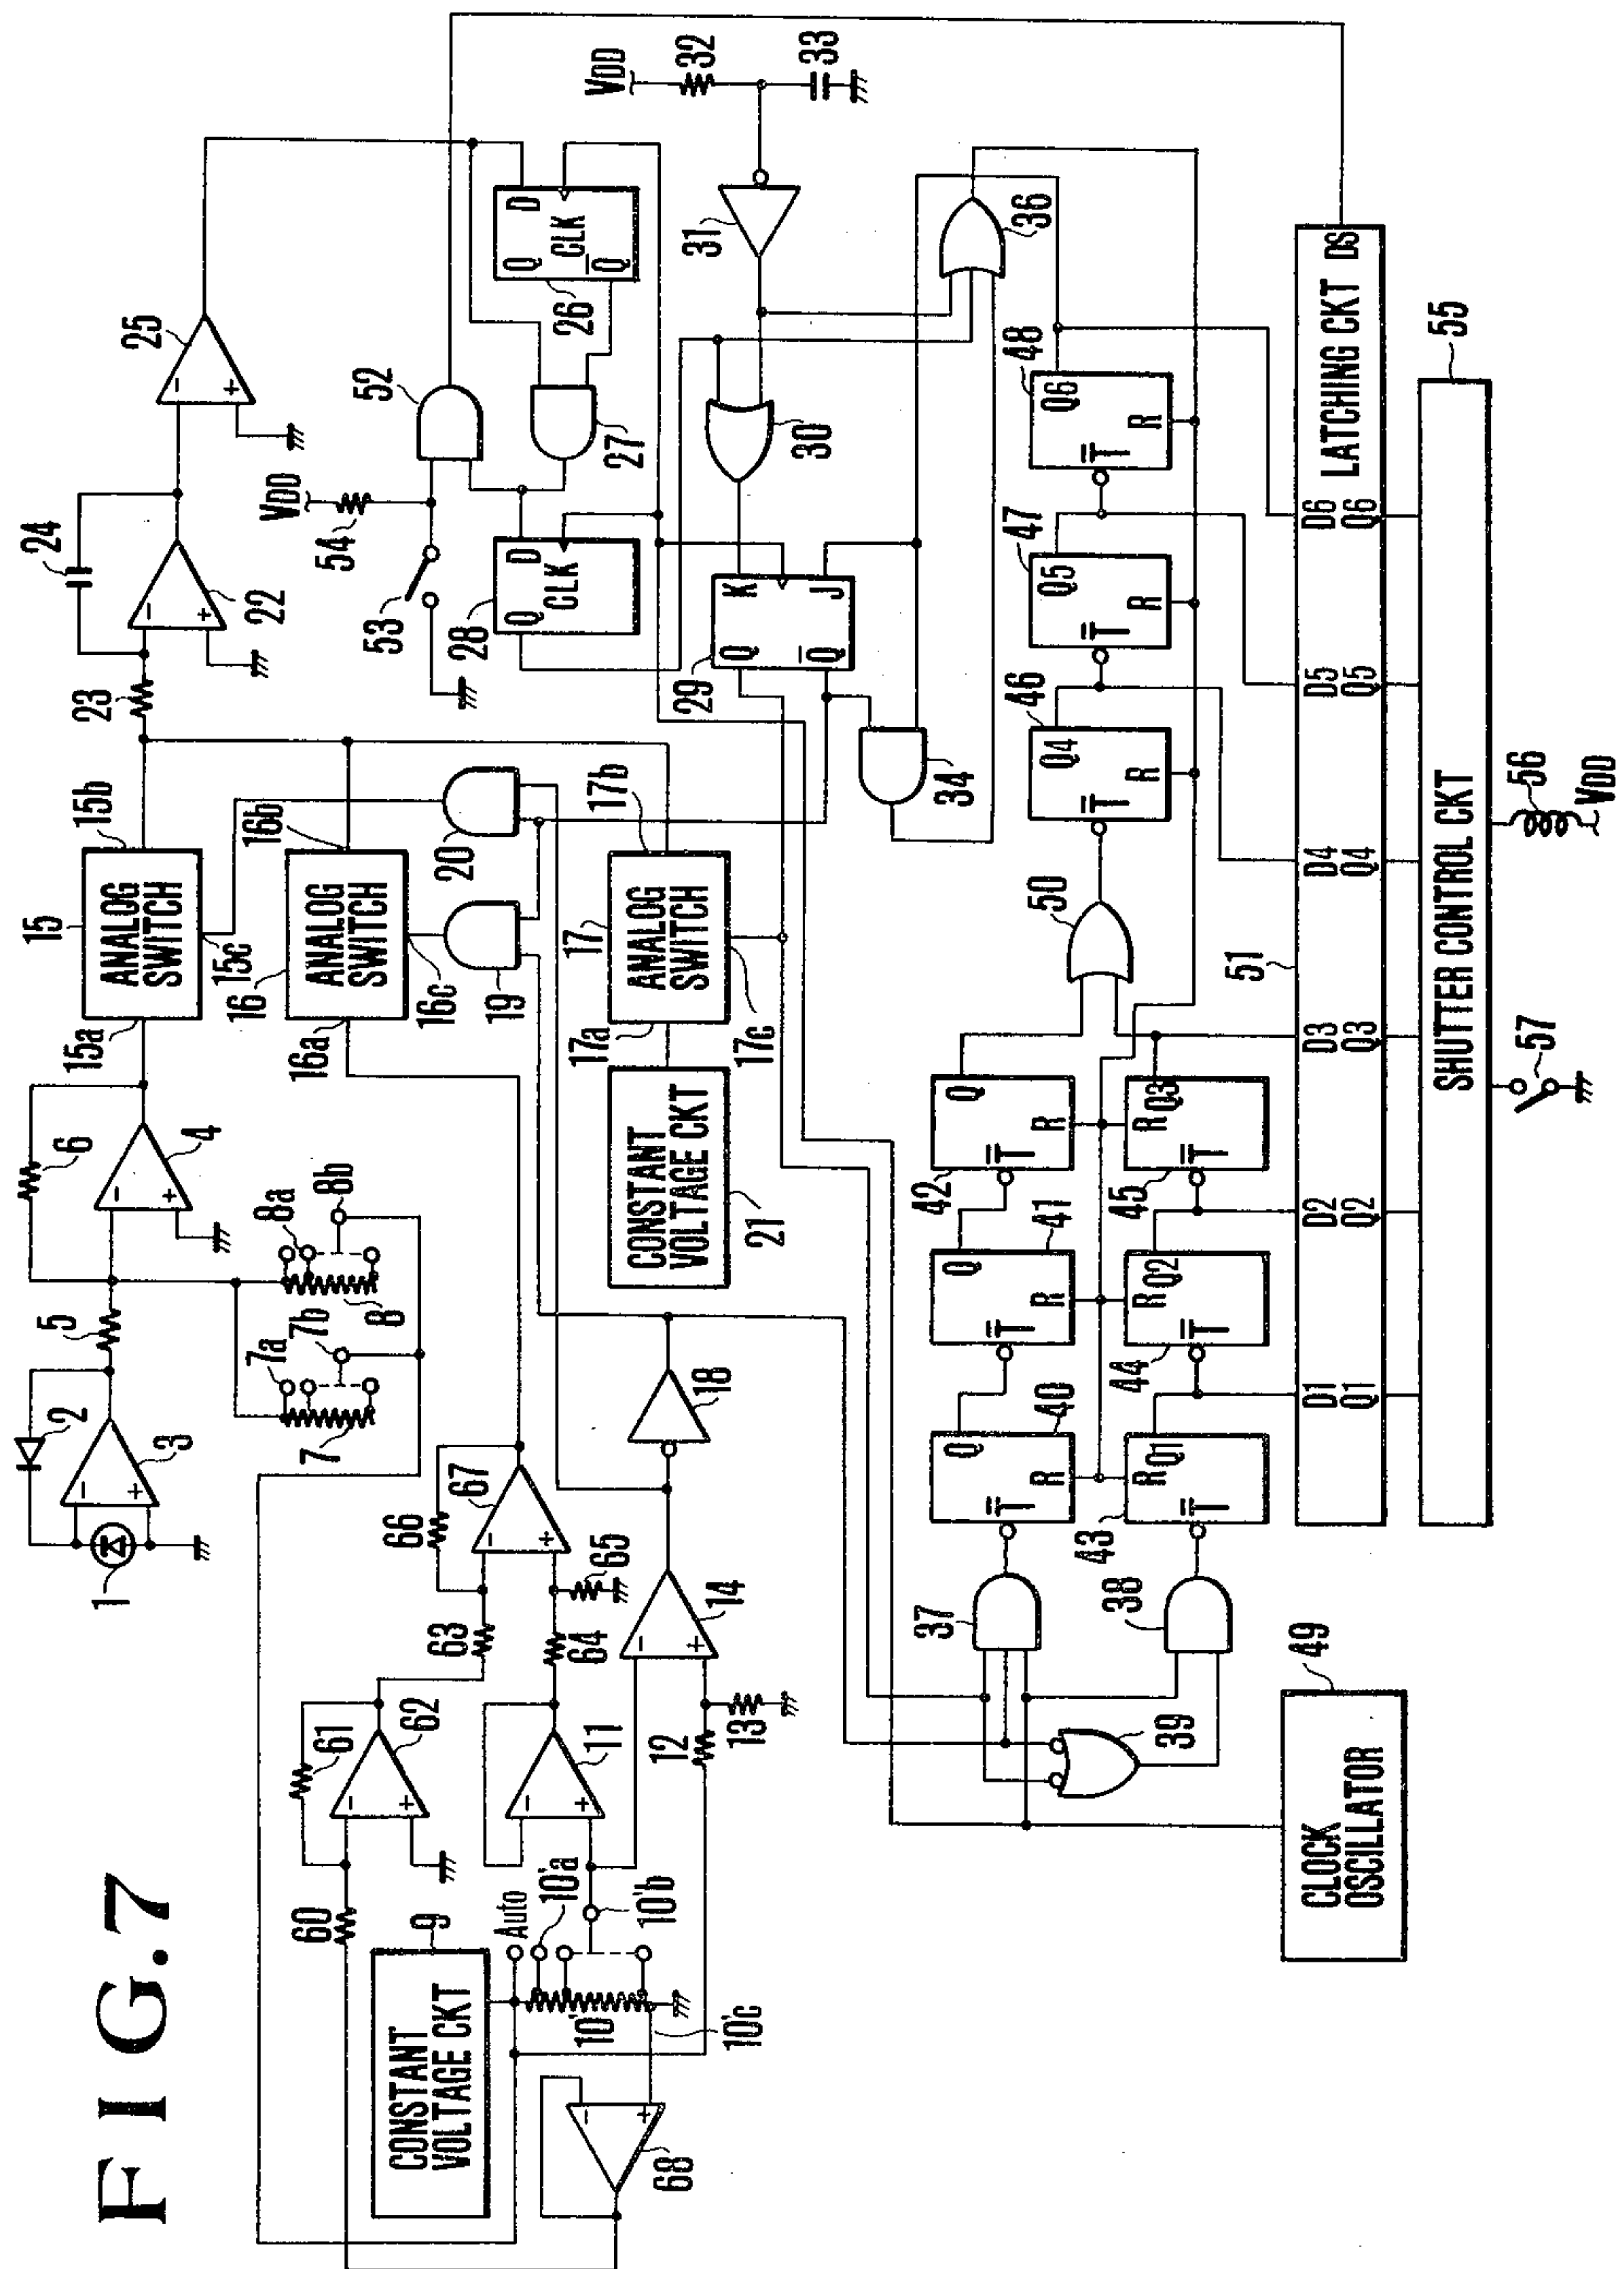 FIG.7
1
2
3
4
5
6
7
7a
7b
8
8a
8b
CONSTANT
VOLTAGE CKT
9
Auto
10'
10'a
10'b
10'c
11
12
13
14
15
ANALOG
SWITCH
15a
15b
15c
16
ANALOG
SWITCH
16a
16b
16c
17
ANALOG
SWITCH
17a
17b
17c
18
19
20
CONSTANT
VOLTAGE CKT
21
22
23
24
25
D
Q
CLK
Q
26
27
D
Q
CLK
28
K
Q
J
Q
29
30
31
VDD
32
33
34
36
37
38
39
T
Q
R
40
T
Q
R
41
T
Q
R
42
R
Q1
T
43
R
Q2
T
44
R
Q3
T
45
Q4
T
R
46
Q5
T
R
47
Q6
T
R
48
CLOCK
OSCILLATOR
49
50
51
D1 D2 D3 D4 D5 D6 LATCHING CKT DS
Q1 Q2 Q3 Q4 Q5 Q6
52
53
VDD
54
SHUTTER CONTROL CKT
55
56
VDD
57
60
61
62
63
64
65
66
67
68
- +
- +
- +
- +
- +
- +
- +
- +
- +